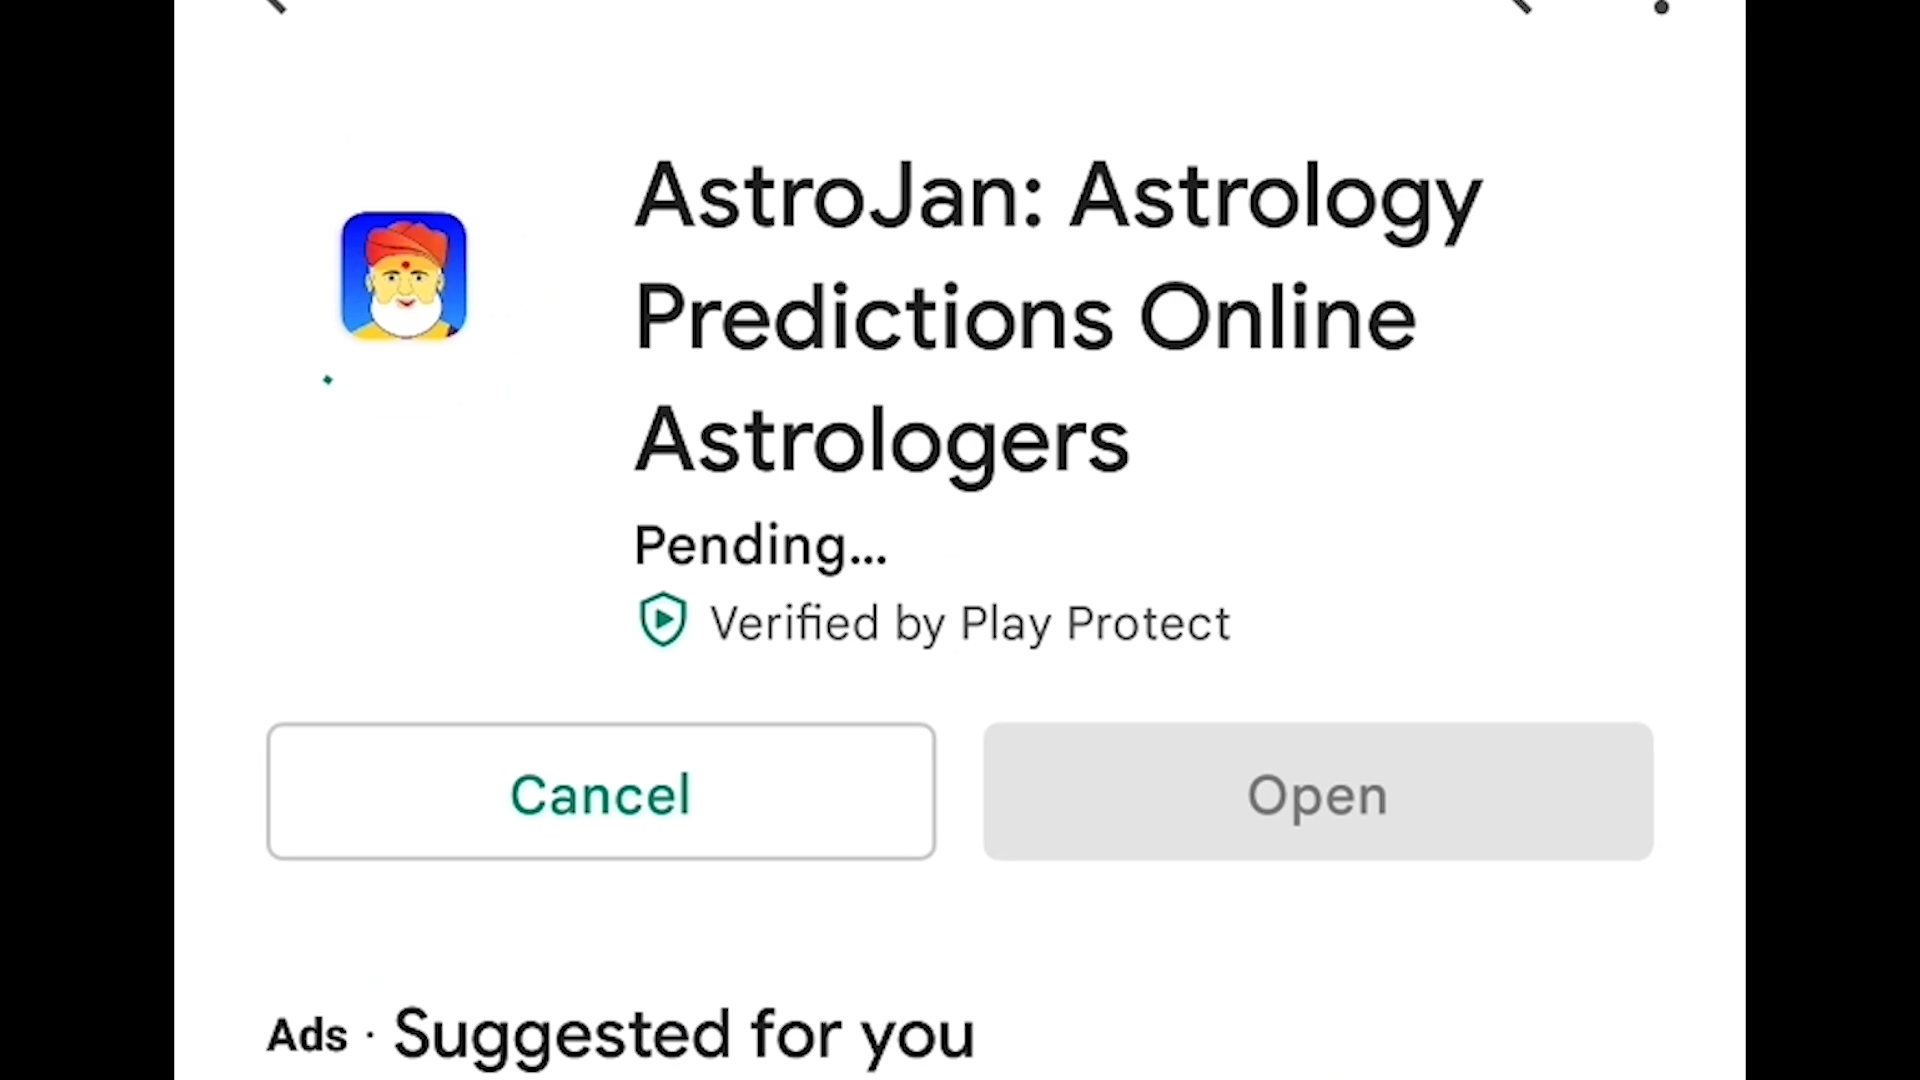 AstroJan: Astrology
Predictions Online
Astrologers
Pending...
Verified by Play Protect
Cancel
Open
Ads · Suggested for you